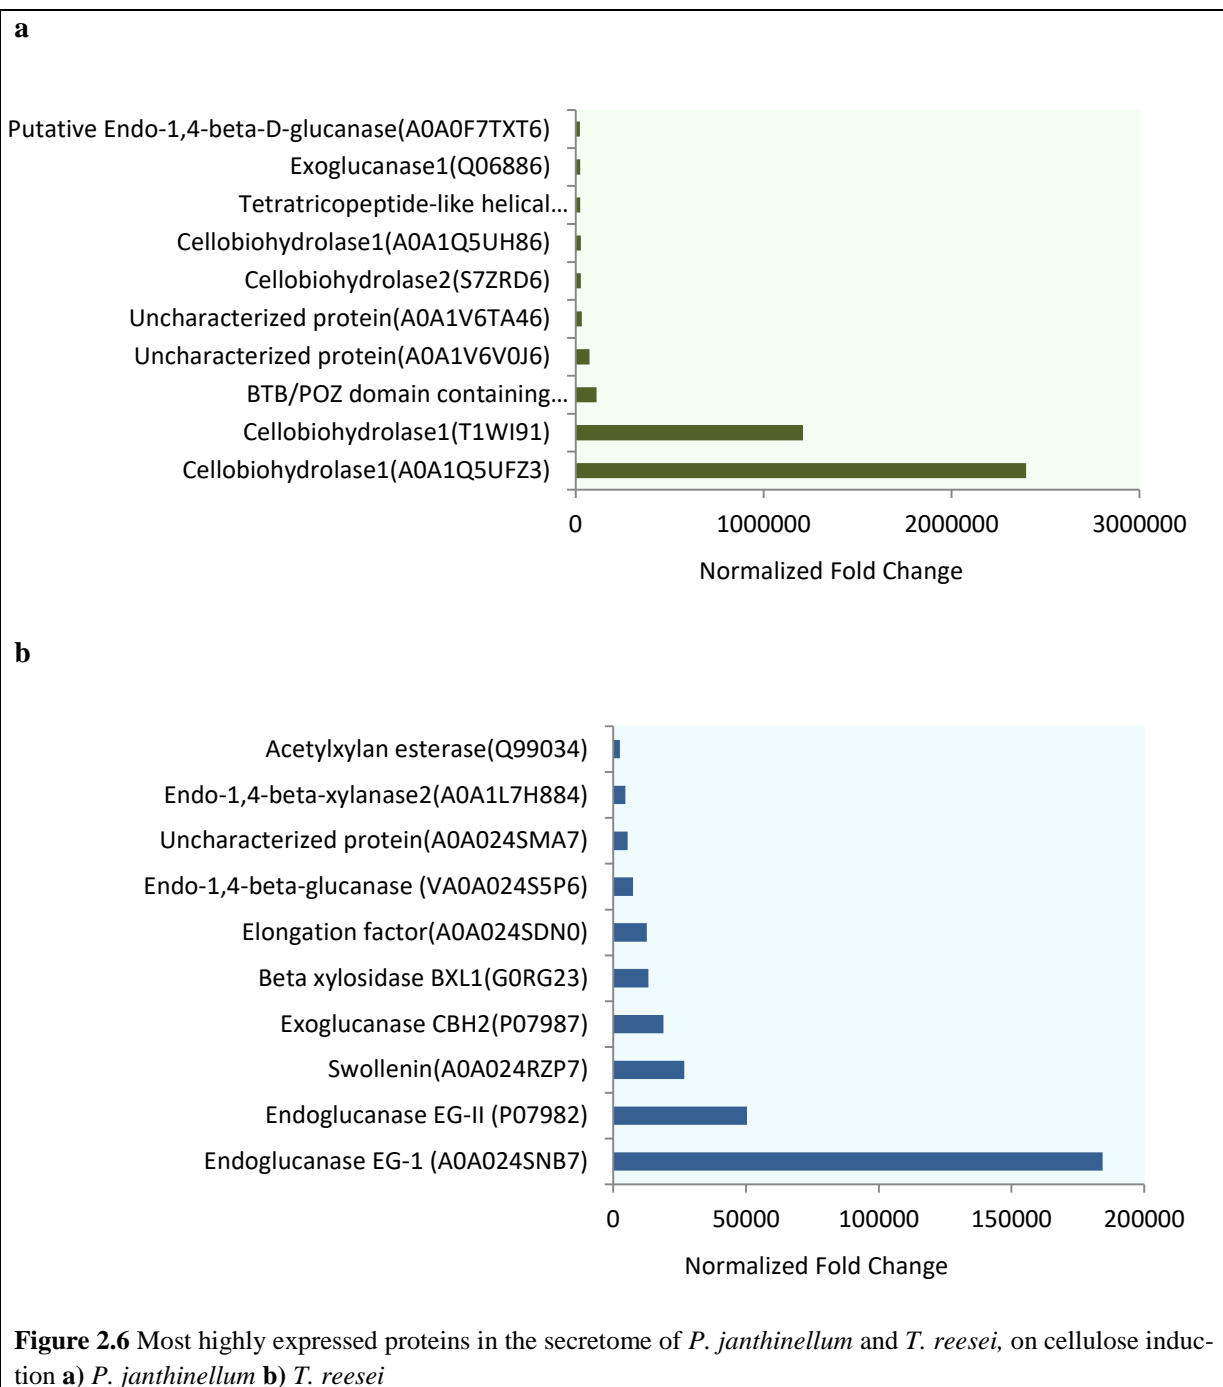 a
Putative Endo-1,4-beta-D-glucanase(A0A0F7TXT6)
Exoglucanase1(Q06886)
Tetratricopeptide-like helical...
Cellobiohydrolase1(A0A1Q5UH86)
Cellobiohydrolase2(S7ZRD6)
Uncharacterized protein(A0A1V6TA46)
Uncharacterized protein(A0A1V6V0J6)
BTB/POZ domain containing...
Cellobiohydrolase1(T1WI91)
Cellobiohydrolase1(A0A1Q5UFZ3)
0 1000000 2000000 3000000
Normalized Fold Change
b
Acetylxylan esterase(Q99034)
Endo-1,4-beta-xylanase2(A0A1L7H884)
Uncharacterized protein(A0A024SMA7)
Endo-1,4-beta-glucanase (VA0A024S5P6)
Elongation factor(A0A024SDN0)
Beta xylosidase BXL1(G0RG23)
Exoglucanase CBH2(P07987)
Swollenin(A0A024RZP7)
Endoglucanase EG-II (P07982)
Endoglucanase EG-1 (A0A024SNB7)
0 50000 100000 150000 200000
Normalized Fold Change
Figure 2.6 Most highly expressed proteins in the secretome of P. janthinellum and T. reesei, on cellulose induc-
tion a) P. janthinellum b) T. reesei